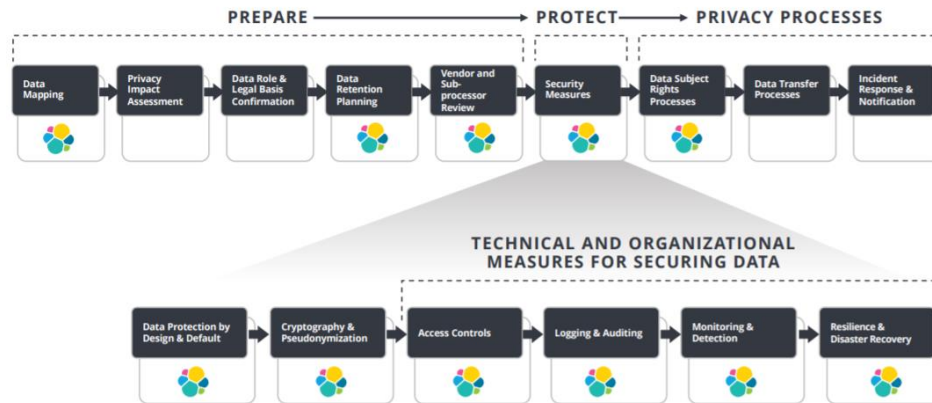 PREPARE
PROTECT
PRIVACY PROCESSES
Data
Mapping
Privacy
Impact
Assessment
Data Role &
Legal Basis
Confirmation
Data
Retention
Planning
Vendor and
Sub-
processor
Review
Security
Measures
Data Subject
Rights
Processes
Data Transfer
Processes
Incident
Response &
Notification
TECHNICAL AND ORGANIZATIONAL
MEASURES FOR SECURING DATA
Data Protection by
Design & Default
Cryptography &
Pseudonymization
Access Controls
Logging & Auditing
Monitoring &
Detection
Resilience &
Disaster Recovery